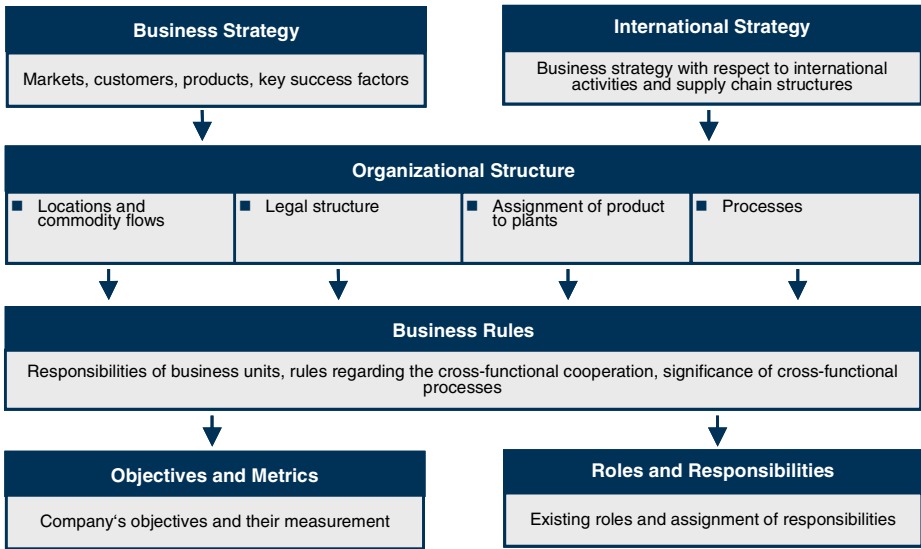 Business Strategy
Markets, customers, products, key success factors
International Strategy
Business strategy with respect to international
activities and supply chain structures
Organizational Structure
■ Locations and
commodity flows
■ Legal structure
■ Assignment of product
to plants
■ Processes
Business Rules
Responsibilities of business units, rules regarding the cross-functional cooperation, significance of cross-functional
processes
Objectives and Metrics
Company‘s objectives and their measurement
Roles and Responsibilities
Existing roles and assignment of responsibilities